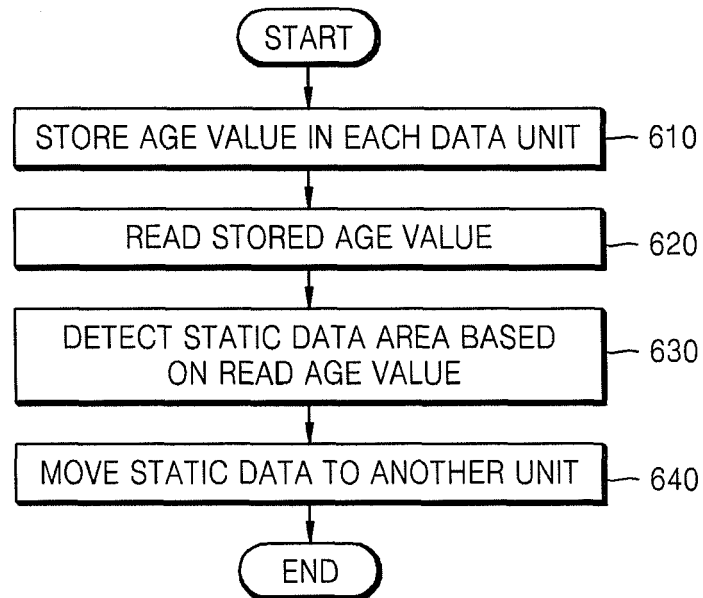 START
STORE AGE VALUE IN EACH DATA UNIT
610
READ STORED AGE VALUE
620
DETECT STATIC DATA AREA BASED
ON READ AGE VALUE
630
MOVE STATIC DATA TO ANOTHER UNIT
640
END